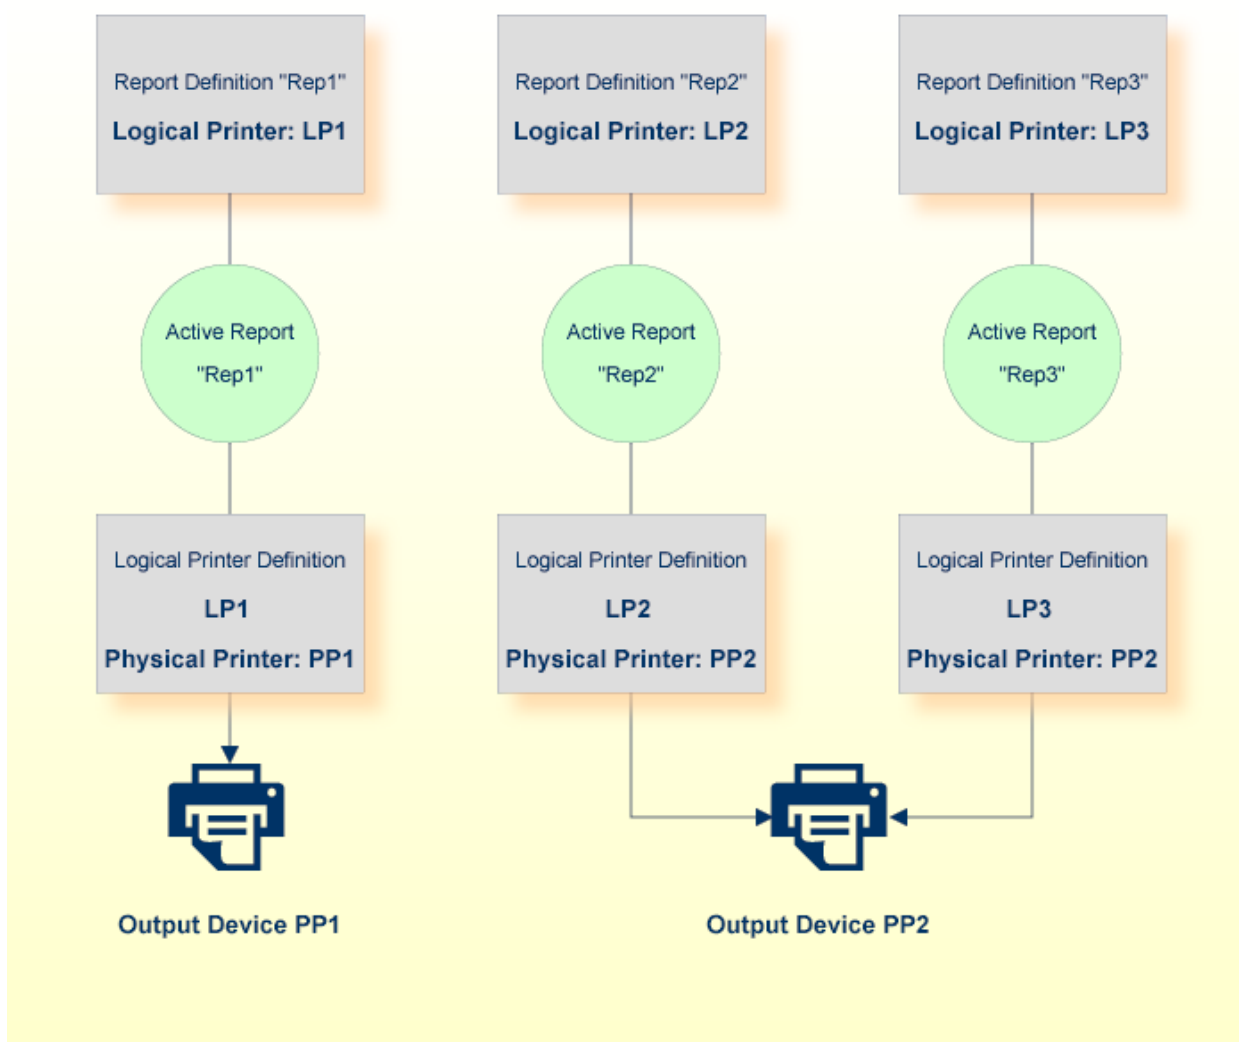 Report Definition "Rep1"
Logical Printer: LP1
Report Definition "Rep2"
Logical Printer: LP2
Report Definition "Rep3"
Logical Printer: LP3
Active Report
"Rep1"
Active Report
"Rep2"
Active Report
"Rep3"
Logical Printer Definition
LP1
Physical Printer: PP1
Logical Printer Definition
LP2
Physical Printer: PP2
Logical Printer Definition
LP3
Physical Printer: PP2
Output Device PP1
Output Device PP2